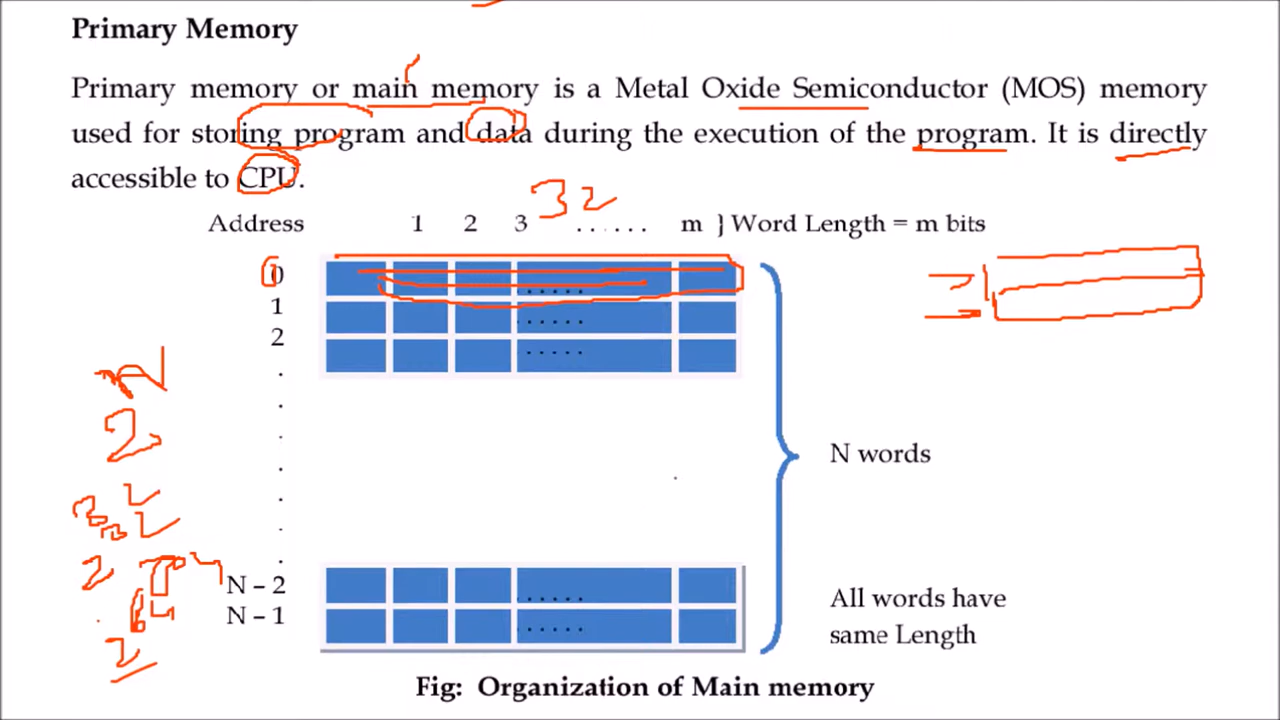 Primary Memory
Primary memory or main memory is a Metal Oxide Semiconductor (MOS) memory
used for storing program and data during the execution of the program. It is directly
accessible to CPU.
32
Address 1 2 3 ...... m } Word Length = m bits
0 .....
1 .....
2 .....
N words
N – 2 .....
N – 1 .....
All words have
same Length
2
2
Fig: Organization of Main memory